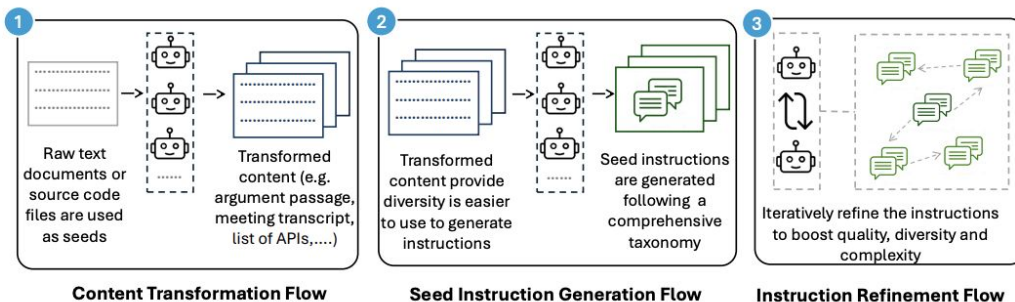 1
Raw text
documents or
source code
files are used
as seeds
......
Transformed
content (e.g.
argument passage,
meeting transcript,
list of APIs,....)
Content Transformation Flow
2
Transformed
content provide
diversity is easier
to use to generate
instructions
......
Seed instructions
are generated
following a
comprehensive
taxonomy
Seed Instruction Generation Flow
3
Iteratively refine the instructions
to boost quality, diversity and
complexity
Instruction Refinement Flow